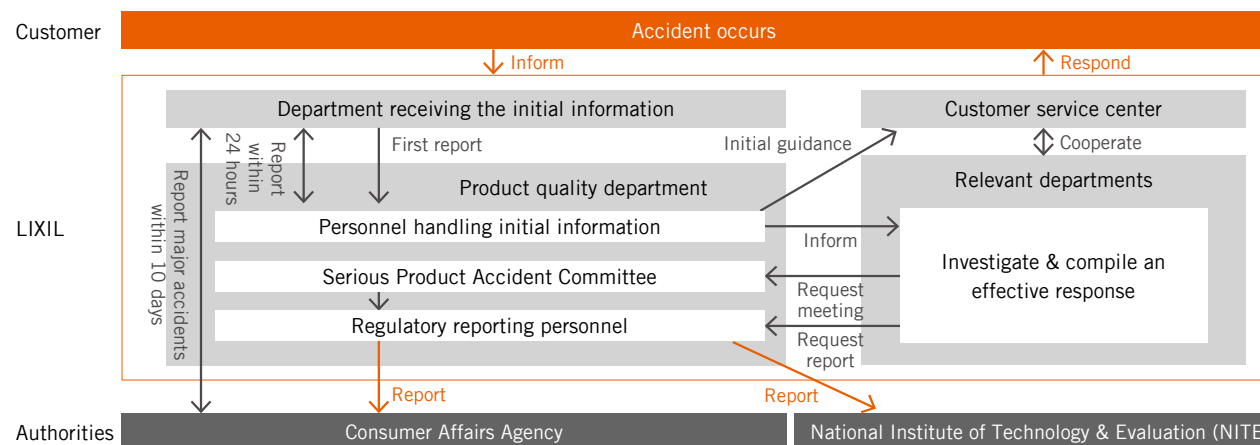 Customer
Accident occurs
Inform
Respond
LIXIL
Department receiving the initial information
Customer service center
Report
within
24 hours
First report
Initial guidance
Cooperate
Report major accidents
within 10 days
Product quality department
Relevant departments
Personnel handling initial information
Inform
Investigate & compile an
effective response
Serious Product Accident Committee
Request
meeting
Regulatory reporting personnel
Request
report
Report
Report
Authorities
Consumer Affairs Agency
National Institute of Technology & Evaluation (NITE